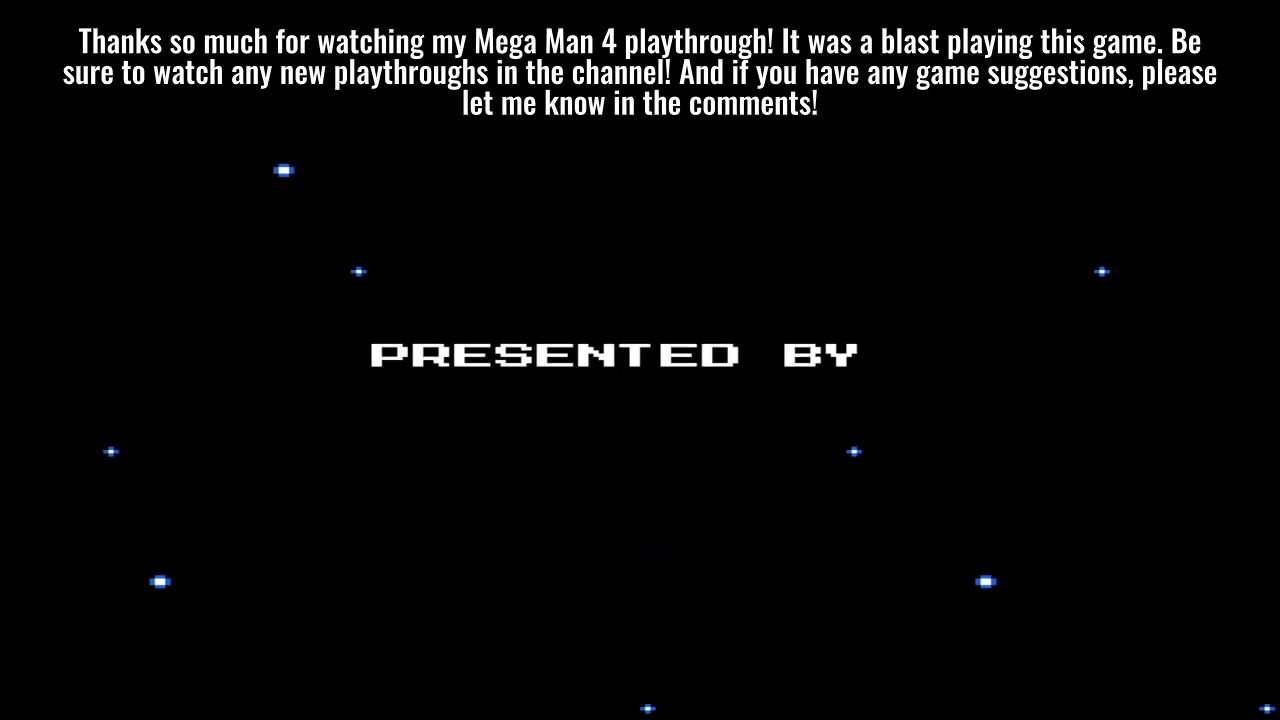 Thanks so much for watching my Mega Man 4 playthrough! It was a blast playing this game. Be
sure to watch any new playthroughs in the channel! And if you have any game suggestions, please
let me know in the comments!
PRESENTED BY